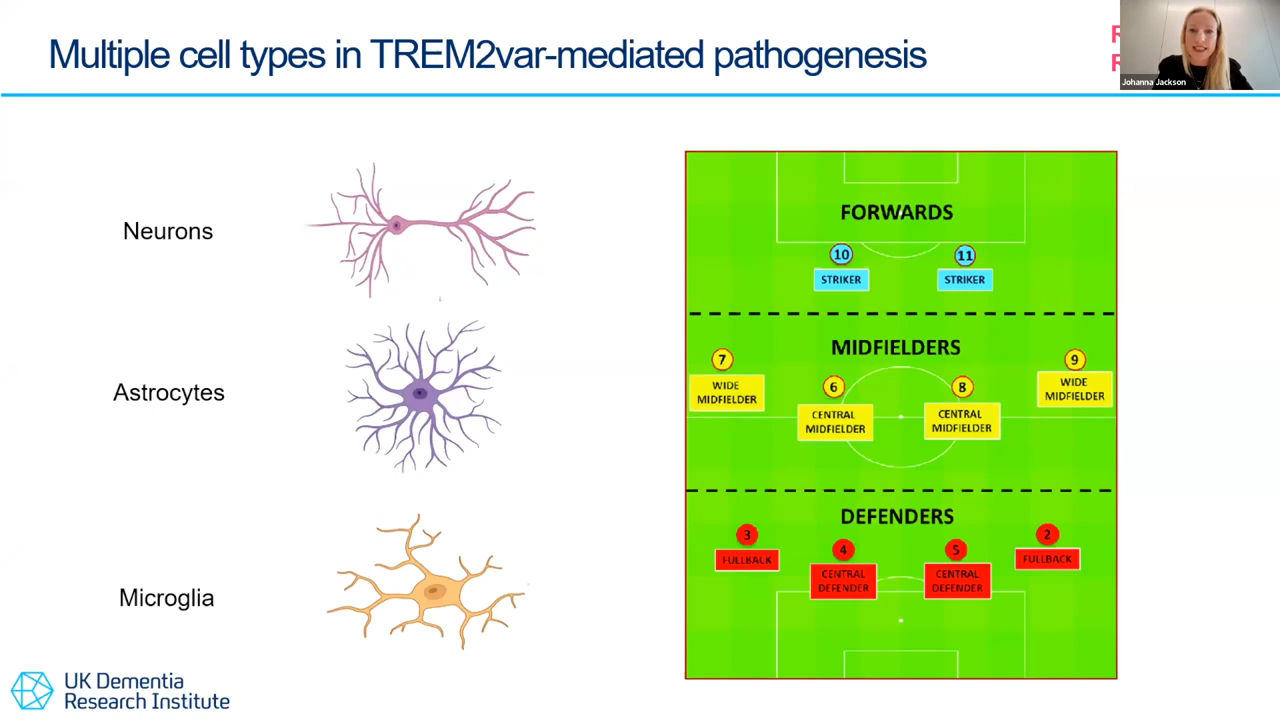 Multiple cell types in TREM2var-mediated pathogenesis
R
R
Johanna Jackson
Neurons
Astrocytes
Microglia
FORWARDS
10
11
STRIKER
STRIKER
MIDFIELDERS
7
9
WIDE
MIDFIELDER
6
8
WIDE
MIDFIELDER
CENTRAL
MIDFIELDER
CENTRAL
MIDFIELDER
DEFENDERS
3
2
FULLBACK
4
5
FULLBACK
CENTRAL
DEFENDER
CENTRAL
DEFENDER
UK Dementia
Research Institute